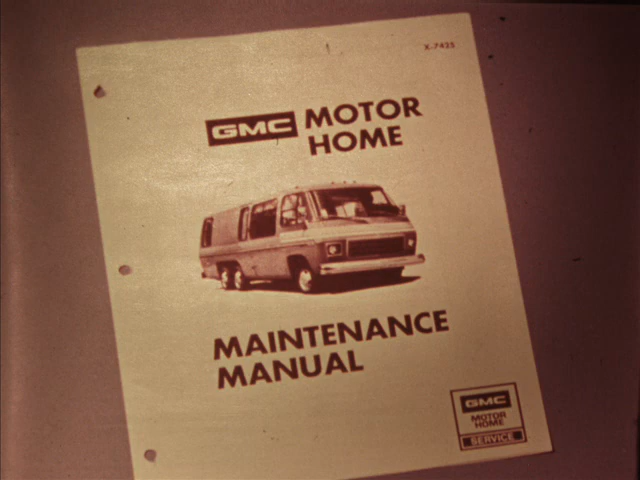 X-7425
GMC MOTOR
HOME
MAINTENANCE
MANUAL
GMC
MOTOR
HOME
SERVICE